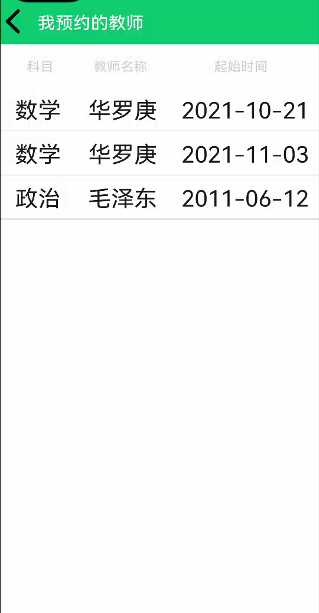 我预约的教师
科目 教师名称 起始时间
数学 华罗庚 2021-10-21
数学 华罗庚 2021-11-03
政治 毛泽东 2011-06-12